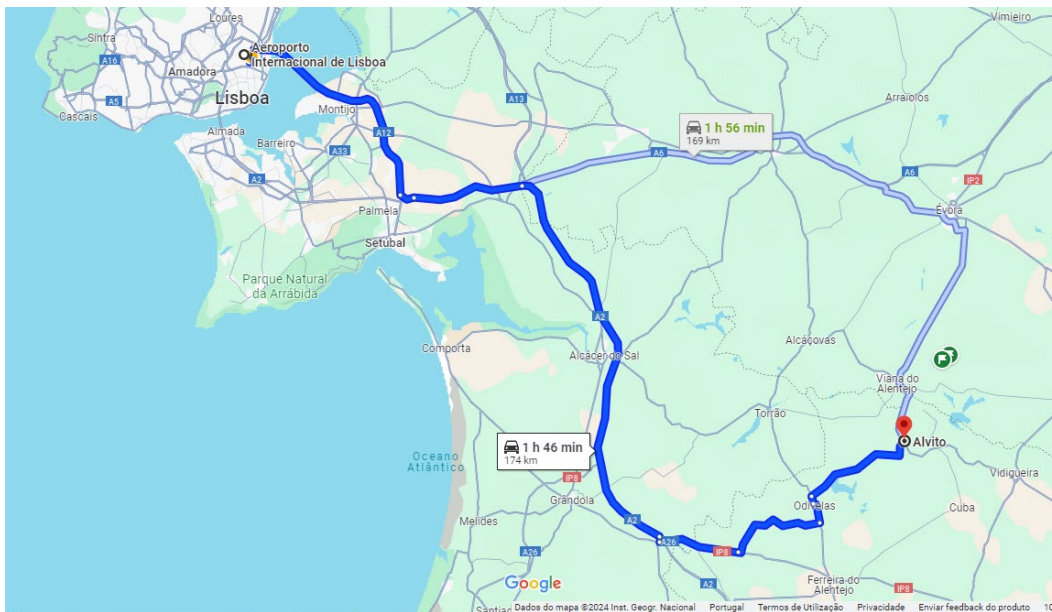 Loures
Vimieiro
Sintra
Aeroporto
Internacional de Lisboa
A16
Amadora
Lisboa
A5
Cascais
Montijo
A13
Arraiolos
Almada
A12
1 h 56 min
169 km
Barreiro
A33
A6
A6
IP2
A2
Palmela
Évora
Setúbal
Parque Natural
da Arrábida
A2
Alcácer do Sal
Alcáçovas
Comporta
Viana do
Alentejo
Torrão
Alvito
1 h 46 min
174 km
Oceano
Atlântico
IP8
Vidigueira
Grândola
Odivelas
Cuba
Melides
A2
A26
A26
IP8
A2
Ferreira do
Alentejo
IP8
Google
Santiag
Dados do mapa ©2024 Inst. Geogr. Nacional Portugal Termos de Utilização Privacidade Enviar feedback do produto